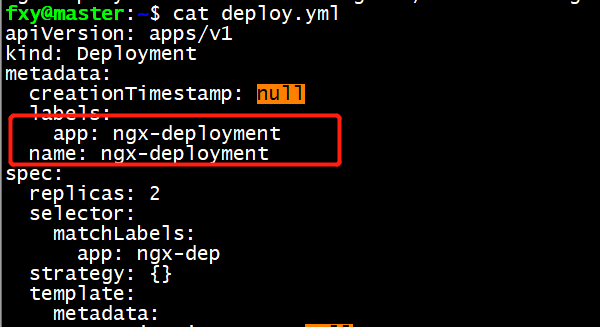 fxy@master:~$ cat deploy.yml
apiVersion: apps/v1
kind: Deployment
metadata:
  creationTimestamp: null
  labels:
    app: ngx-deployment
  name: ngx-deployment
spec:
  replicas: 2
  selector:
    matchLabels:
      app: ngx-dep
  strategy: {}
  template:
    metadata: